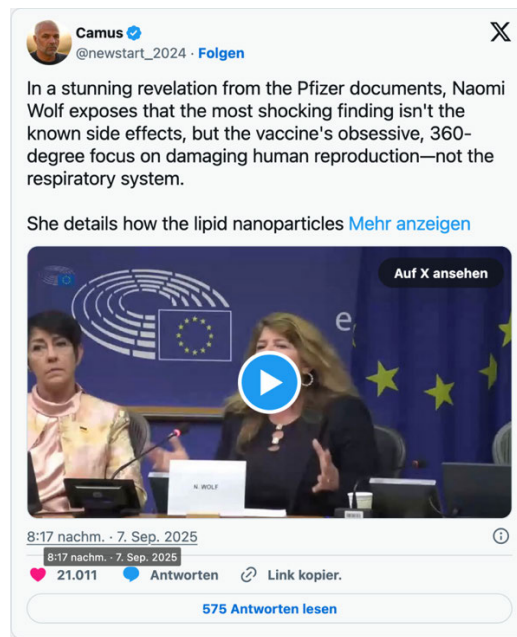 Camus
@newstart_2024 · Folgen
In a stunning revelation from the Pfizer documents, Naomi
Wolf exposes that the most shocking finding isn't the
known side effects, but the vaccine's obsessive, 360-
degree focus on damaging human reproduction—not the
respiratory system.
She details how the lipid nanoparticles Mehr anzeigen
Auf X ansehen
e
N. WOLF
8:17 nachm. · 7. Sep. 2025
8:17 nachm. · 7. Sep. 2025
21.011 Antworten Link kopier.
575 Antworten lesen